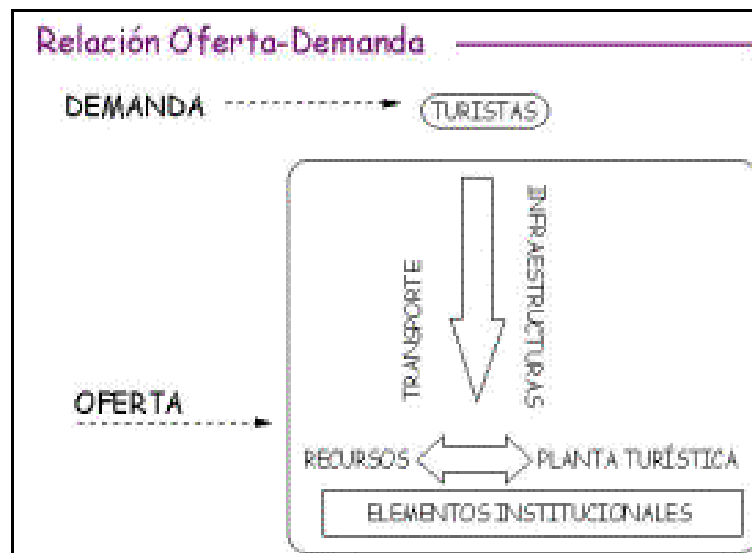 Relación Oferta-Demanda
DEMANDA
TURISTAS
TRANSPORTE
INFRAESTRUCTURAS
OFERTA
RECURSOS
PLANTA TURÍSTICA
ELEMENTOS INSTITUCIONALES